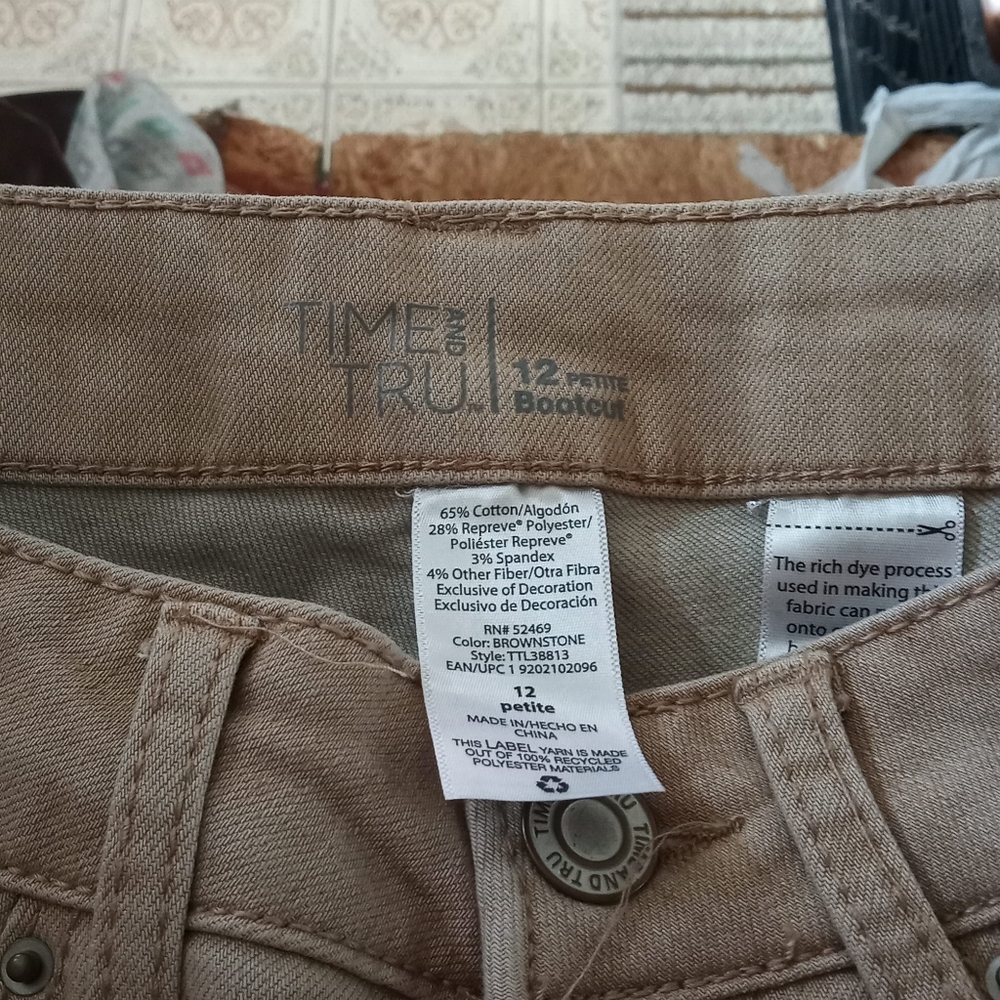 TIME AND
TRU™
12 PETITE
Bootcut
65% Cotton/Algodón
28% Repreve® Polyester/
Poliéster Repreve®
3% Spandex
4% Other Fiber/Otra Fibra
Exclusive of Decoration
Exclusivo de Decoración
RN# 52469
Color: BROWNSTONE
Style: TTL38813
EAN/UPC 1 9202102096
12
petite
MADE IN/HECHO EN
CHINA
THIS LABEL YARN IS MADE
OUT OF 100% RECYCLED
POLYESTER MATERIALS
The rich dye process
used in making
fabric can
onto
TIME AND TRU
TIM
RU